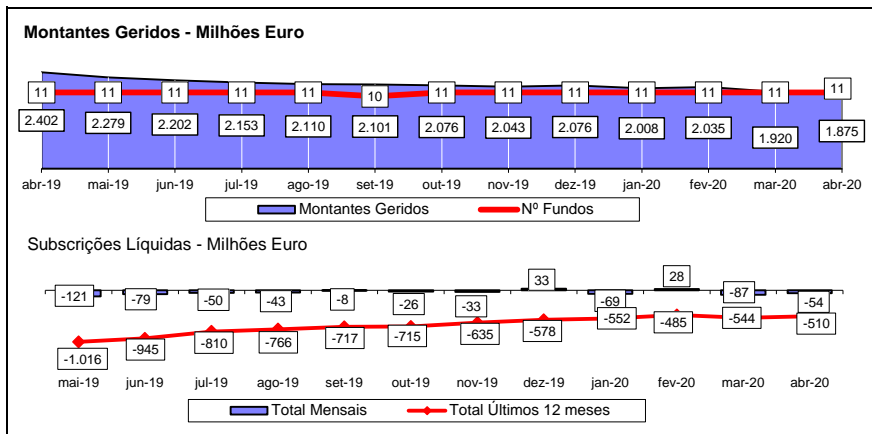 Montantes Geridos - Milhões Euro
11 11 11 11 11 10 11 11 11 11 11 11 11
2.402 2.279 2.202 2.153 2.110 2.101 2.076 2.043 2.076 2.008 2.035 1.920 1.875
abr-19 mai-19 jun-19 jul-19 ago-19 set-19 out-19 nov-19 dez-19 jan-20 fev-20 mar-20 abr-20
Montantes Geridos Nº Fundos
Subscrições Líquidas - Milhões Euro
-121 -79 -50 -43 -8 -26 -33 33 -69 28 -87 -54
-1.016 -945 -810 -766 -717 -715 -635 -578 -552 -485 -544 -510
mai-19 jun-19 jul-19 ago-19 set-19 out-19 nov-19 dez-19 jan-20 fev-20 mar-20 abr-20
Total Mensais Total Últimos 12 meses